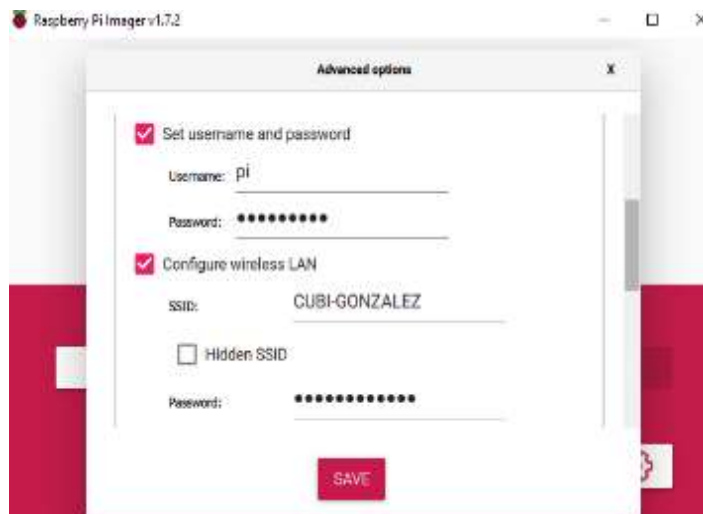 Raspberry Pi Imager v1.7.2
Advanced options
X
Set username and password
Username: pi
Password: •••••••••
Configure wireless LAN
SSID: CUBI-GONZALEZ
Hidden SSID
Password: ••••••••••••
SAVE